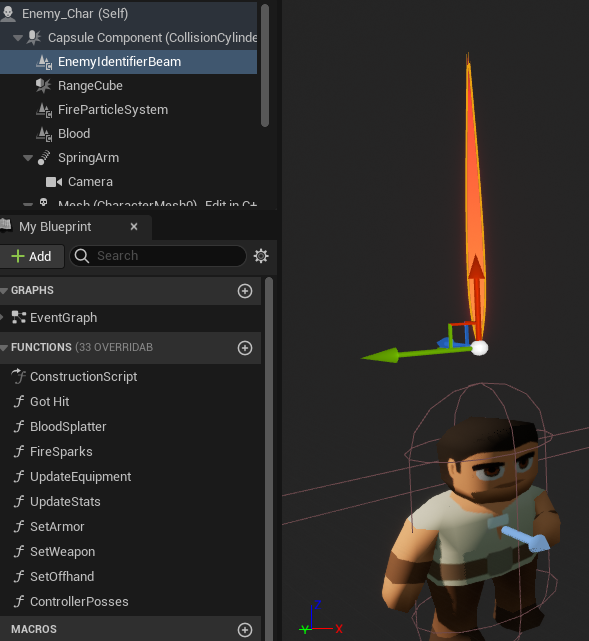 Enemy_Char (Self)
Capsule Component (CollisionCylinde
EnemyIdentifierBeam
RangeCube
FireParticleSystem
Blood
SpringArm
Camera
Mesh (CharacterMesh0) Edit in C+
My Blueprint
Add
Search
GRAPHS
EventGraph
FUNCTIONS (33 OVERRIDAB
ConstructionScript
Got Hit
BloodSplatter
FireSparks
UpdateEquipment
UpdateStats
SetArmor
SetWeapon
SetOffhand
ControllerPosses
MACROS
Z
Y
X